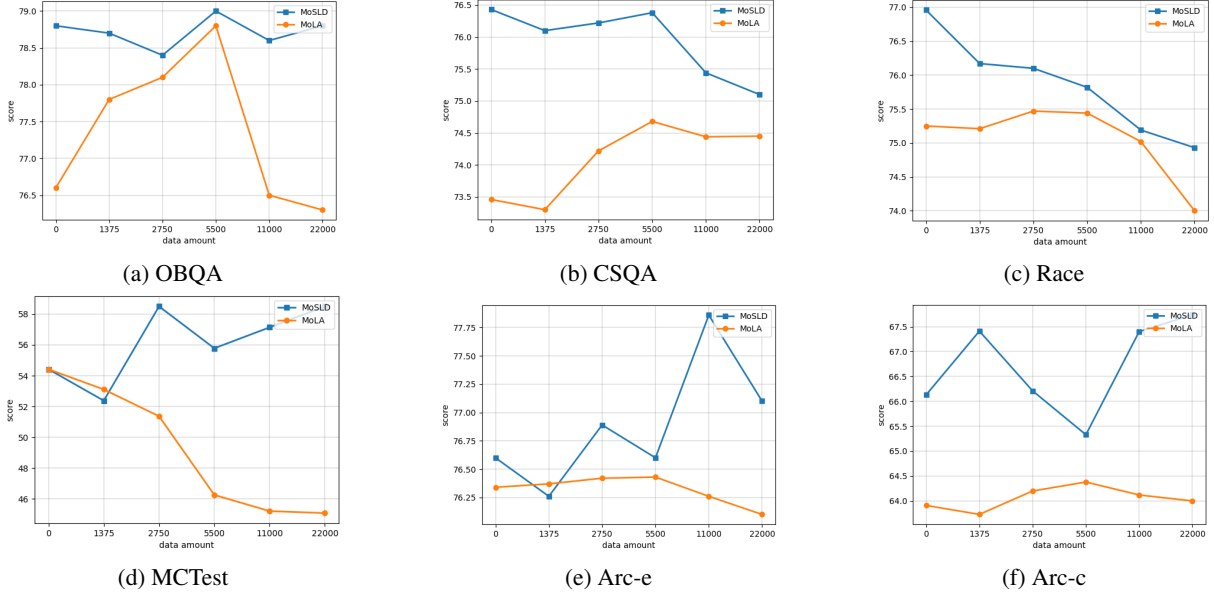 79.0
78.5
78.0
77.5
77.0
76.5
score
0 1375 2750 5500 11000 22000
data amount
MoSLD
MoLA
(a) OBQA
76.5
76.0
75.5
75.0
74.5
74.0
73.5
score
0 1375 2750 5500 11000 22000
data amount
MoSLD
MoLA
(b) CSQA
77.0
76.5
76.0
75.5
75.0
74.5
74.0
score
0 1375 2750 5500 11000 22000
data amount
MoSLD
MoLA
(c) Race
58
56
54
52
50
48
46
score
0 1375 2750 5500 11000 22000
data amount
MoSLD
MoLA
(d) MCTest
77.75
77.50
77.25
77.00
76.75
76.50
76.25
score
0 1375 2750 5500 11000 22000
data amount
MoSLD
MoLA
(e) Arc-e
67.5
67.0
66.5
66.0
65.5
65.0
64.5
64.0
score
0 1375 2750 5500 11000 22000
data amount
MoSLD
MoLA
(f) Arc-c